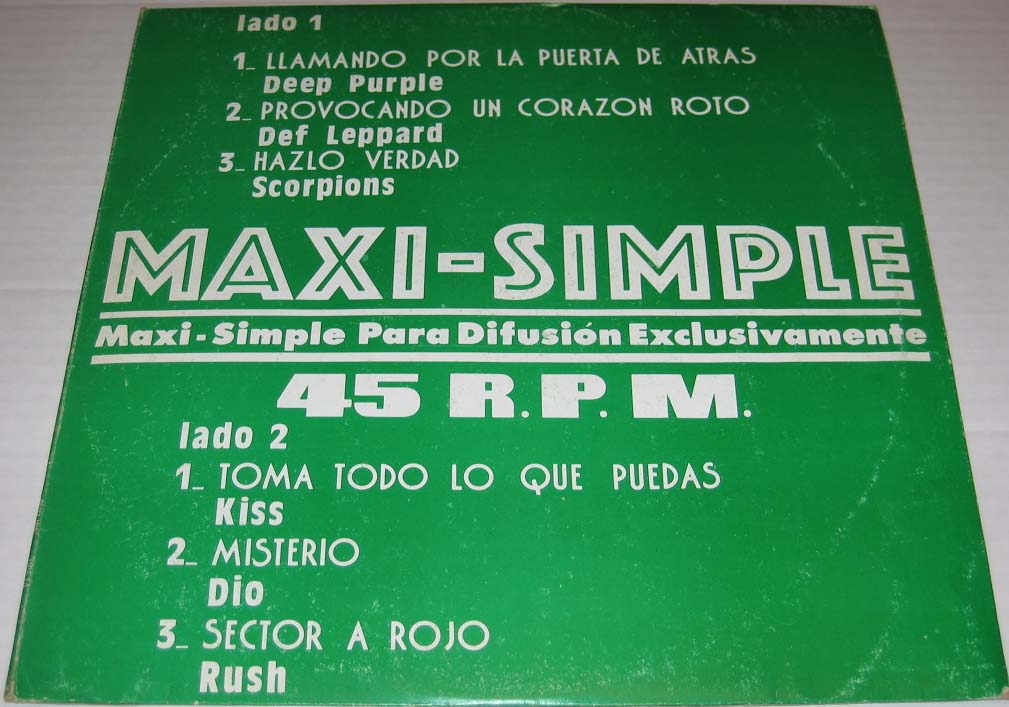 lado 1
1_ LLAMANDO POR LA PUERTA DE ATRAS
Deep Purple
2_ PROVOCANDO UN CORAZON ROTO
Def Leppard
3_ HAZLO VERDAD
Scorpions
MAXI-SIMPLE
Maxi-Simple Para Difusión Exclusivamente
45 R.P.M.
lado 2
1_ TOMA TODO LO QUE PUEDAS
Kiss
2_ MISTERIO
Dio
3_ SECTOR A ROJO
Rush